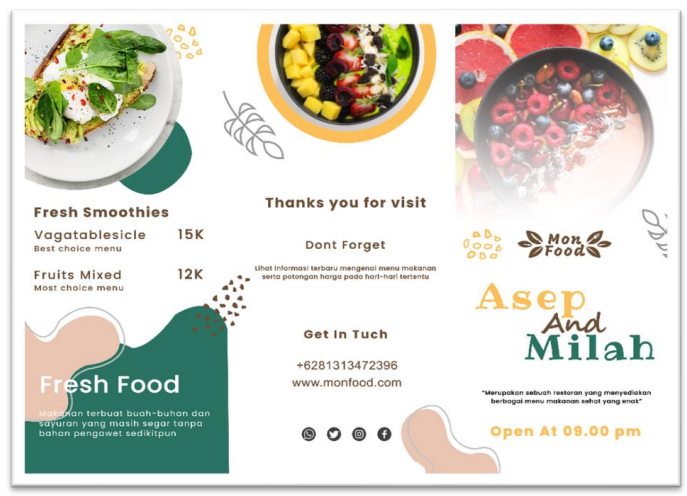 Fresh Smoothies
Vagatablesicle 15K
Best choice menu
Fruits Mixed 12K
Most choice menu
Fresh Food
Makanan terbuat buah-buhan dan
sayuran yang masih segar tanpa
bahan pengawet sedikitpun
Thanks you for visit
Dont Forget
Lihat informasi terbaru mengenai menu makanan
serta potongan harga pada hari-hari tertentu
Get In Tuch
+6281313472396
www.monfood.com
Mon
Food
Asep
And
Milah
"Merupakan sebuah restoran yang menyediakan
berbagai menu makanan sehat yang enak"
Open At 09.00 pm